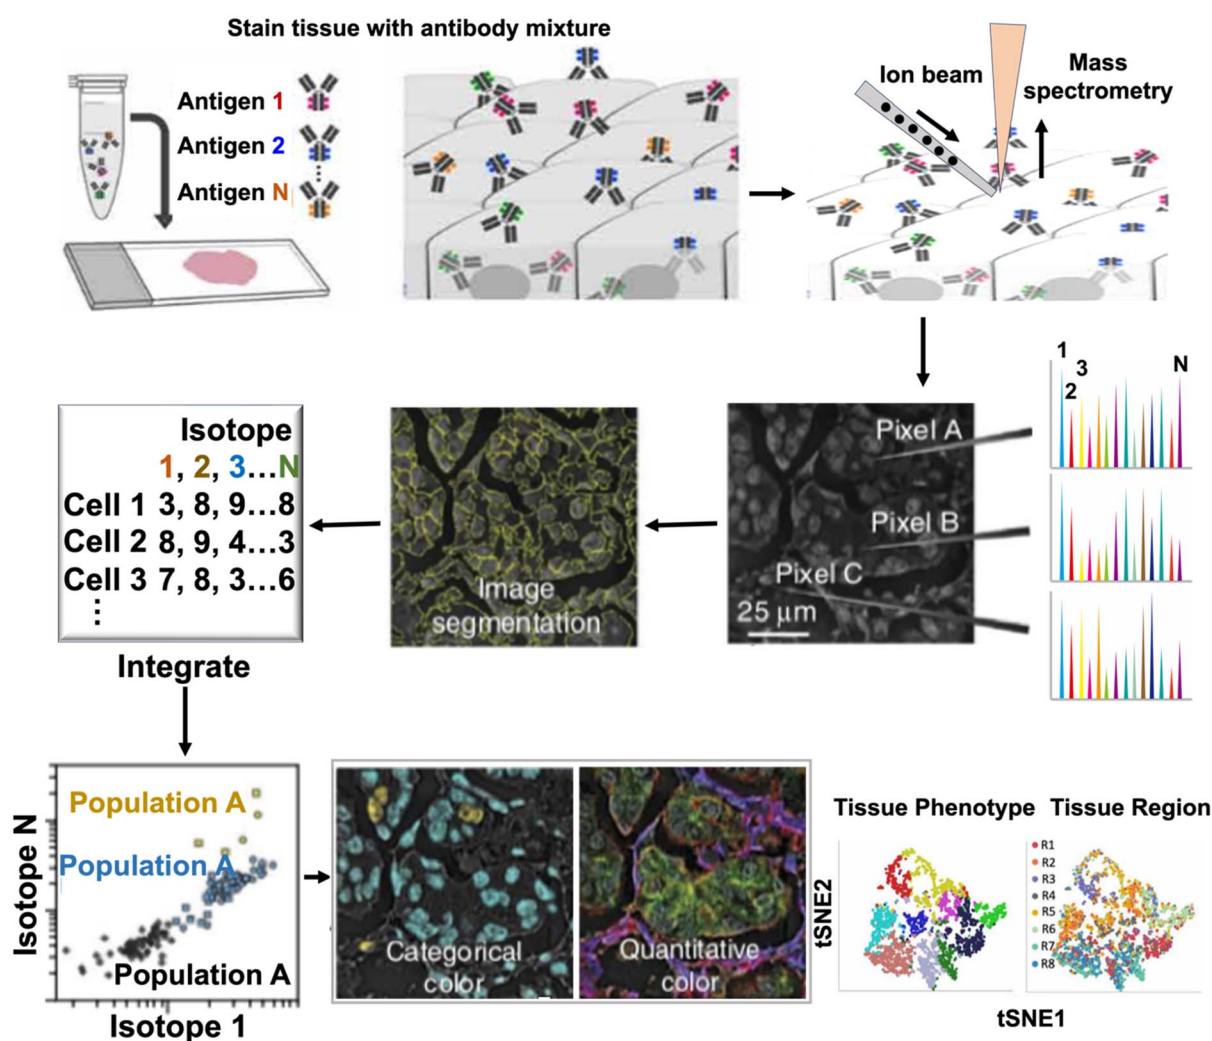 Stain tissue with antibody mixture
Antigen 1
Antigen 2
Antigen N
Ion beam
Mass
spectrometry
1
3
2
N
Pixel A
Pixel B
Pixel C
25 µm
Image
segmentation
Isotope
1, 2, 3...N
Cell 1 3, 8, 9...8
Cell 2 8, 9, 4...3
Cell 3 7, 8, 3...6
Integrate
Population A
Population A
Population A
Isotope N
Isotope 1
Categorical
color
Quantitative
color
Tissue Phenotype
Tissue Region
R1
R2
R3
R4
R5
R6
R7
R8
tSNE2
tSNE1